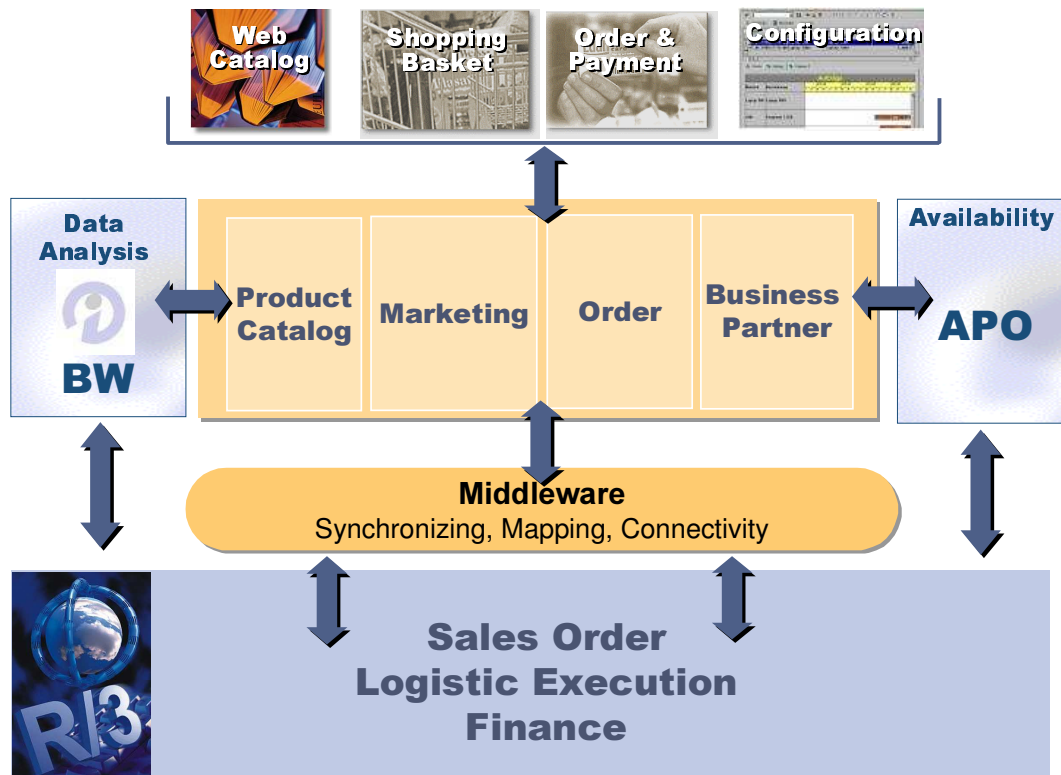 Web
Catalog
Shopping
Basket
Order &
Payment
Configuration
Data
Analysis
BW
Product
Catalog
Marketing
Order
Business
Partner
Availability
APO
Middleware
Synchronizing, Mapping, Connectivity
R/3
Sales Order
Logistic Execution
Finance